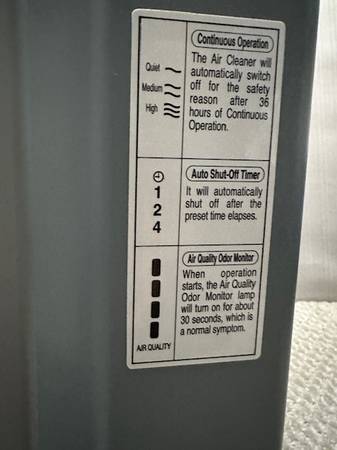 Continuous Operation
Quiet
Medium
High
The Air Cleaner will
automatically switch
off for the safety
reason after 36
hours of Continuous
Operation.
Auto Shut-Off Timer
1
2
4
It will automatically
shut off after the
preset time elapses.
Air Quality Odor Monitor
When operation
starts, the Air Quality
Odor Monitor lamp
will turn on for about
30 seconds, which is
a normal symptom.
AIR QUALITY